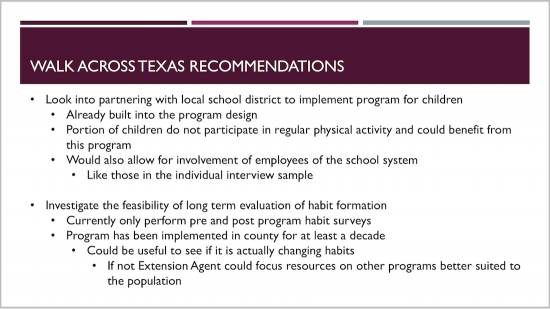 WALK ACROSS TEXAS RECOMMENDATIONS
• Look into partnering with local school district to implement program for children
• Already built into the program design
• Portion of children do not participate in regular physical activity and could benefit from
this program
• Would also allow for involvement of employees of the school system
• Like those in the individual interview sample
• Investigate the feasibility of long term evaluation of habit formation
• Currently only perform pre and post program habit surveys
• Program has been implemented in county for at least a decade
• Could be useful to see if it is actually changing habits
• If not Extension Agent could focus resources on other programs better suited to
the population